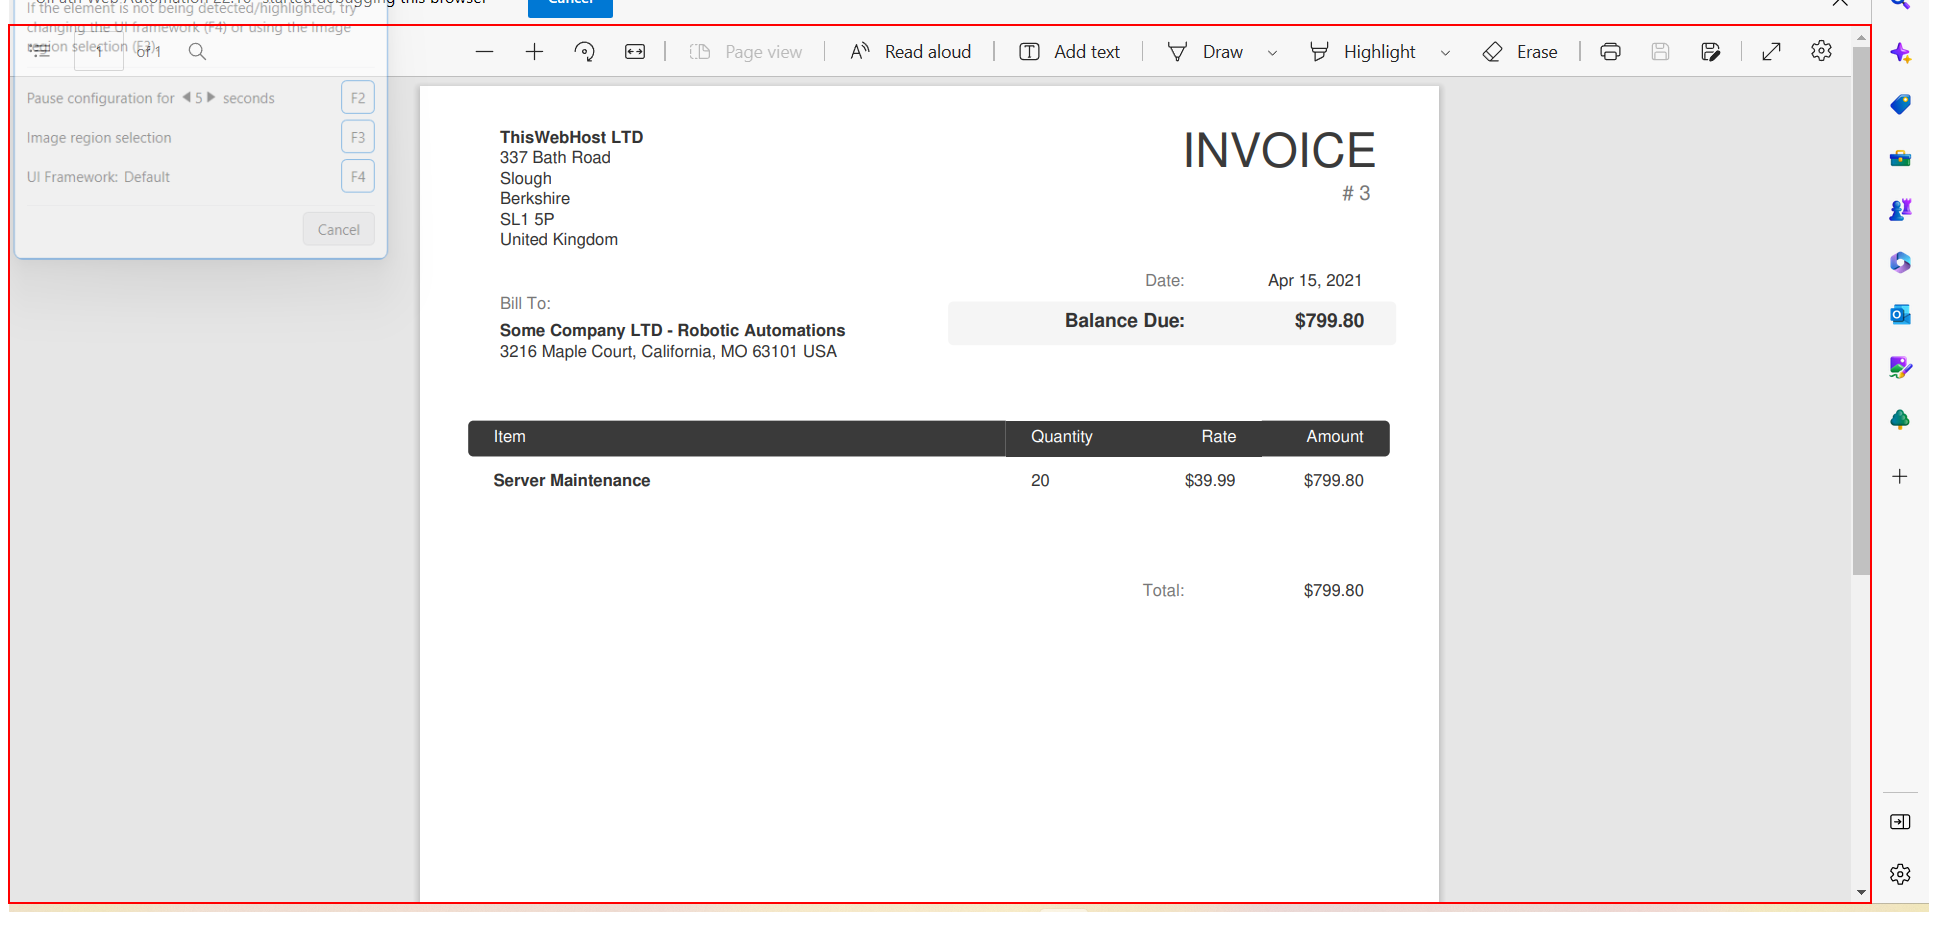 started debugging this browser
Cancel
If the element is not being detected/highlighted, try
changing the UI framework (F4) or using the image
region selection (F3).
1 of 1
Page view
Read aloud
Add text
Draw
Highlight
Erase
Pause configuration for 5 seconds F2
Image region selection F3
UI Framework: Default F4
Cancel
ThisWebHost LTD
337 Bath Road
Slough
Berkshire
SL1 5P
United Kingdom
INVOICE
# 3
Date: Apr 15, 2021
Balance Due: $799.80
Bill To:
Some Company LTD - Robotic Automations
3216 Maple Court, California, MO 63101 USA
Item Quantity Rate Amount
Server Maintenance 20 $39.99 $799.80
Total: $799.80